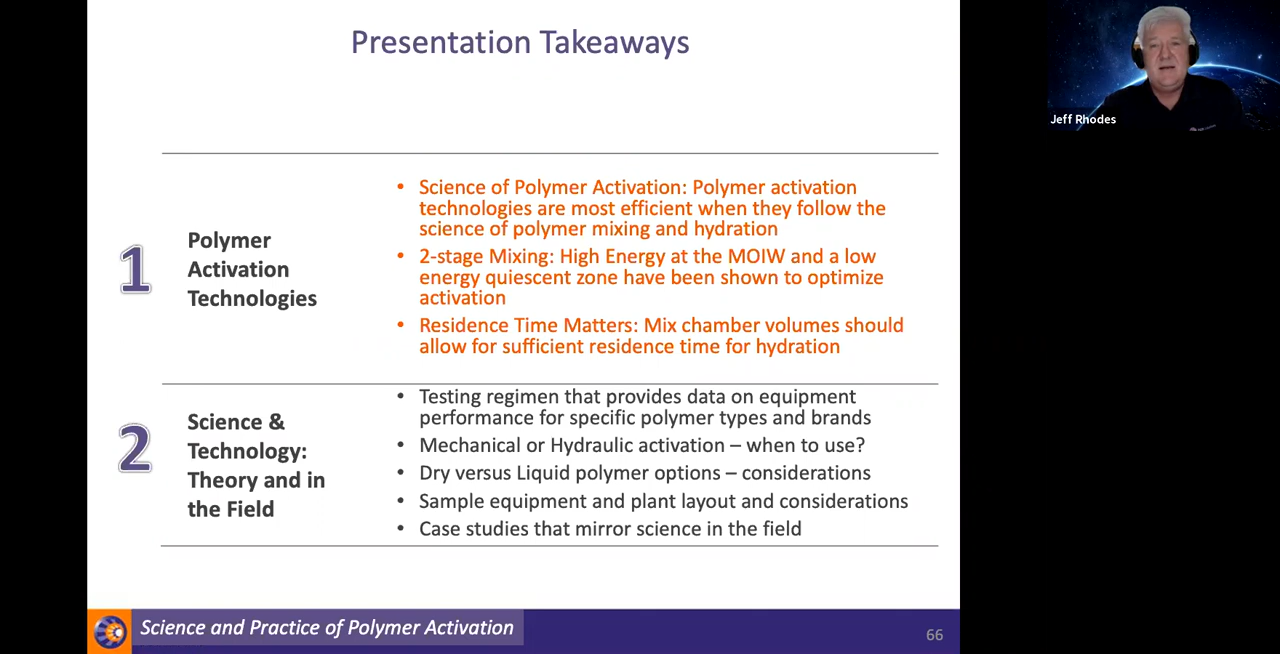 Presentation Takeaways
Jeff Rhodes
1
Polymer
Activation
Technologies
• Science of Polymer Activation: Polymer activation
technologies are most efficient when they follow the
science of polymer mixing and hydration
• 2-stage Mixing: High Energy at the MOIW and a low
energy quiescent zone have been shown to optimize
activation
• Residence Time Matters: Mix chamber volumes should
allow for sufficient residence time for hydration
2
Science &
Technology:
Theory and in
the Field
• Testing regimen that provides data on equipment
performance for specific polymer types and brands
• Mechanical or Hydraulic activation – when to use?
• Dry versus Liquid polymer options – considerations
• Sample equipment and plant layout and considerations
• Case studies that mirror science in the field
Science and Practice of Polymer Activation
66